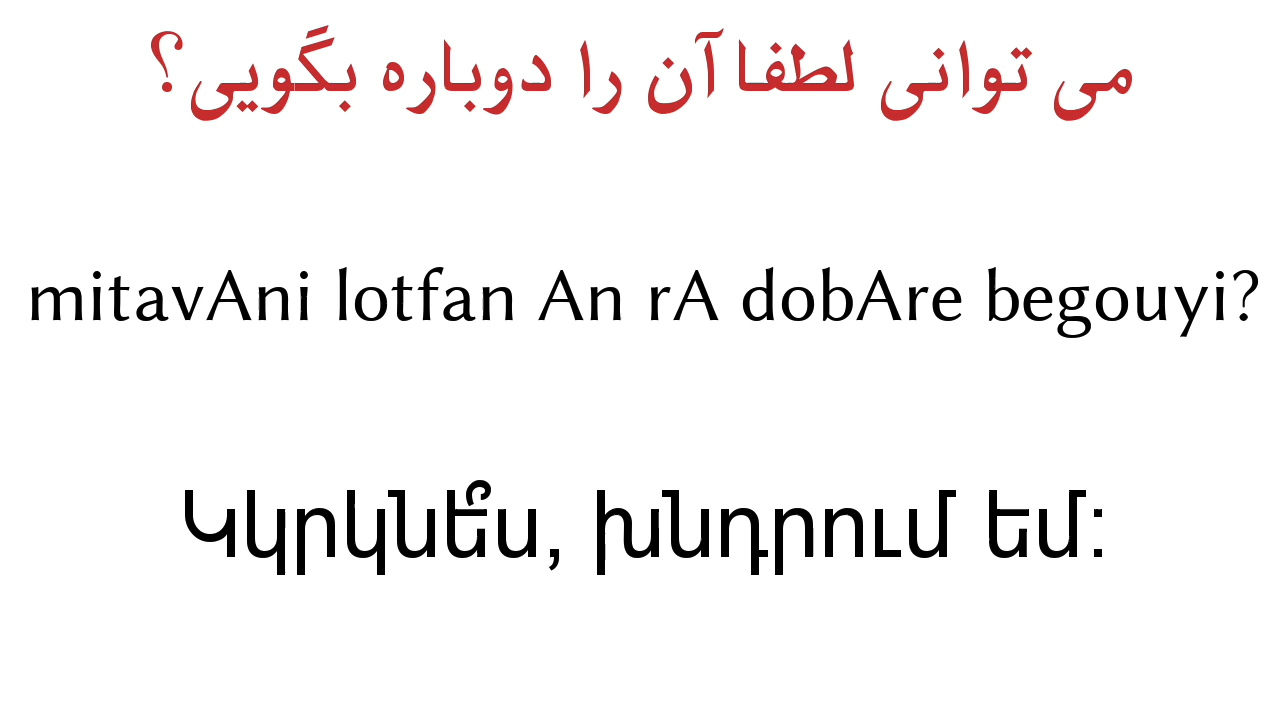 می توانی لطفا آن را دوباره بگویی؟
mitavAni lotfan An rA dobAre begouyi?
Կկրկնե՞ս, խնդրում եմ: